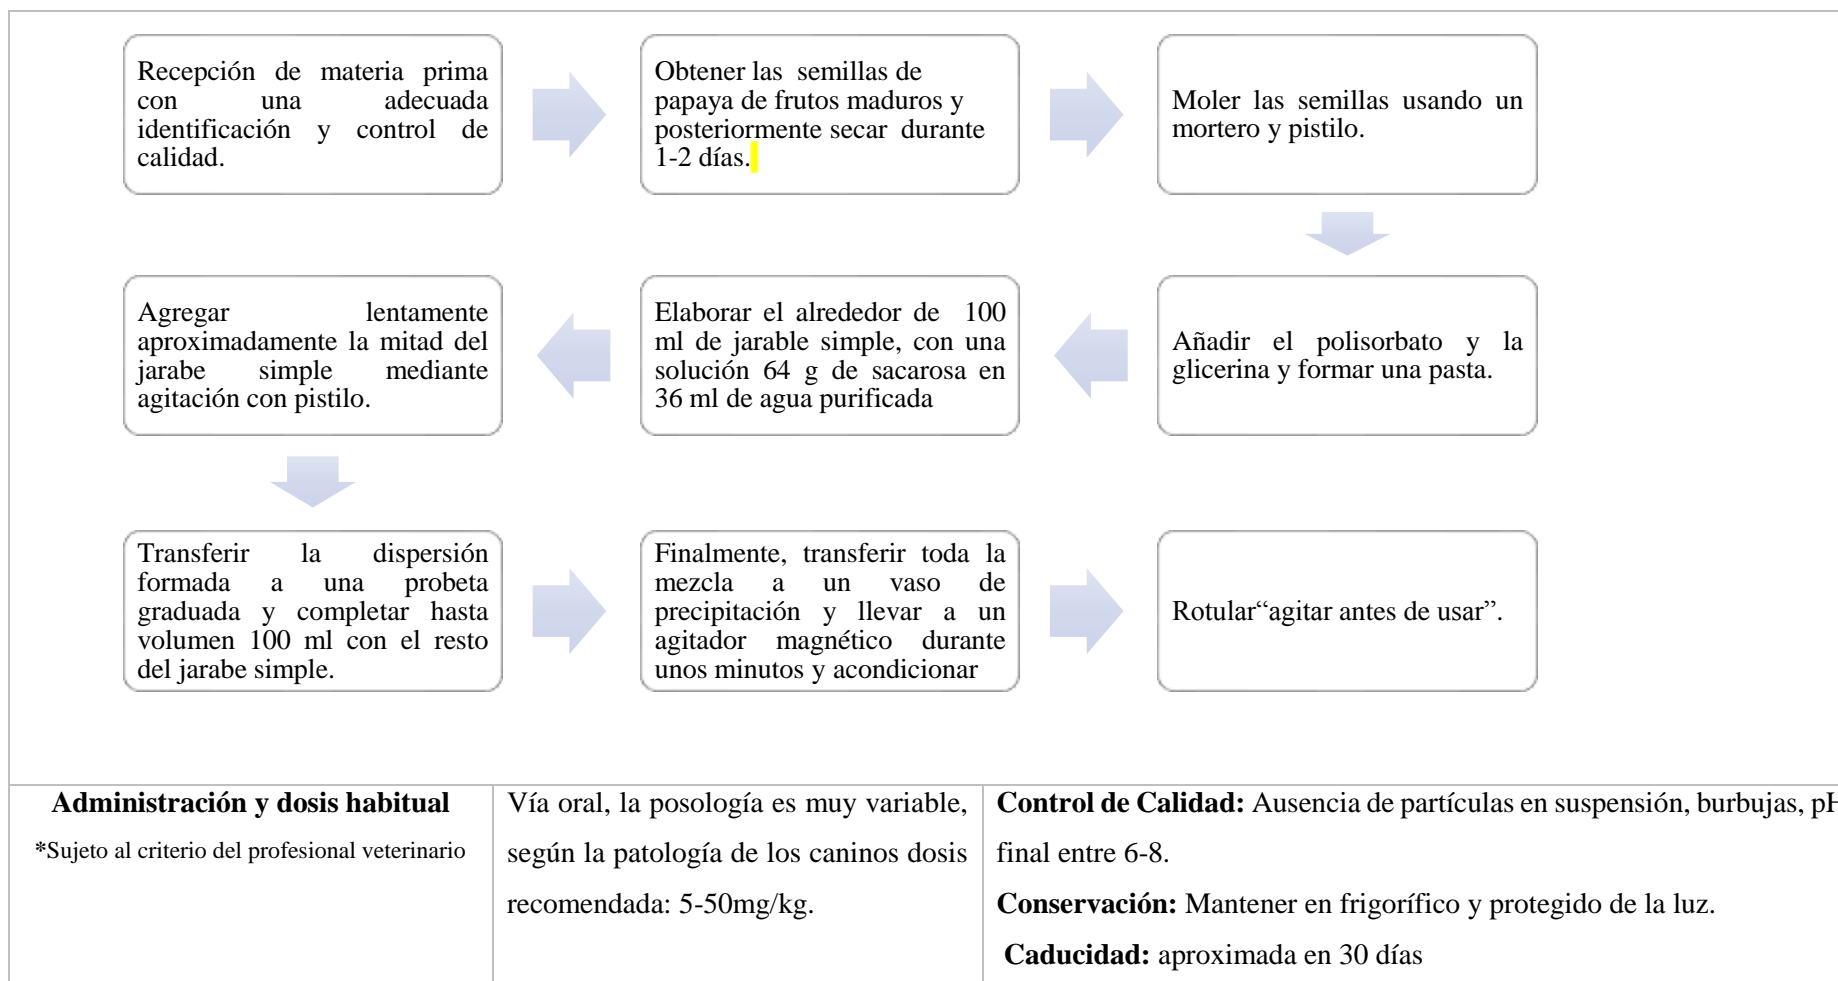 Recepción de materia prima
con una adecuada
identificación y control de
calidad.
Obtener las semillas de
papaya de frutos maduros y
posteriormente secar durante
1-2 días.
Moler las semillas usando un
mortero y pistilo.
Añadir el polisorbato y la
glicerina y formar una pasta.
Elaborar el alrededor de 100
ml de jarable simple, con una
solución 64 g de sacarosa en
36 ml de agua purificada
Agregar lentamente
aproximadamente la mitad del
jarabe simple mediante
agitación con pistilo.
Transferir la dispersión
formada a una probeta
graduada y completar hasta
volumen 100 ml con el resto
del jarabe simple.
Finalmente, transferir toda la
mezcla a un vaso de
precipitación y llevar a un
agitador magnético durante
unos minutos y acondicionar
Rotular“agitar antes de usar”.
Administración y dosis habitual
*Sujeto al criterio del profesional veterinario
Vía oral, la posología es muy variable,
según la patología de los caninos dosis
recomendada: 5-50mg/kg.
Control de Calidad: Ausencia de partículas en suspensión, burbujas, pH
final entre 6-8.
Conservación: Mantener en frigorífico y protegido de la luz.
Caducidad: aproximada en 30 días